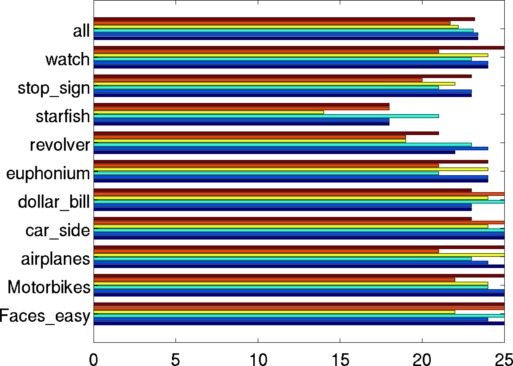 all
watch
stop_sign
starfish
revolver
euphonium
dollar_bill
car_side
airplanes
Motorbikes
Faces_easy
0 5 10 15 20 25